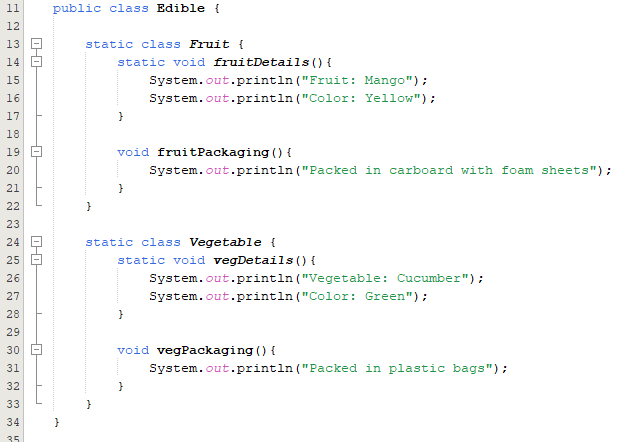 11 public class Edible {
12
13 static class Fruit {
14 static void fruitDetails(){
15 System.out.println("Fruit: Mango");
16 System.out.println("Color: Yellow");
17 }
18
19 void fruitPackaging(){
20 System.out.println("Packed in carboard with foam sheets");
21 }
22 }
23
24 static class Vegetable {
25 static void vegDetails(){
26 System.out.println("Vegetable: Cucumber");
27 System.out.println("Color: Green");
28 }
29
30 void vegPackaging(){
31 System.out.println("Packed in plastic bags");
32 }
33 }
34 }
35